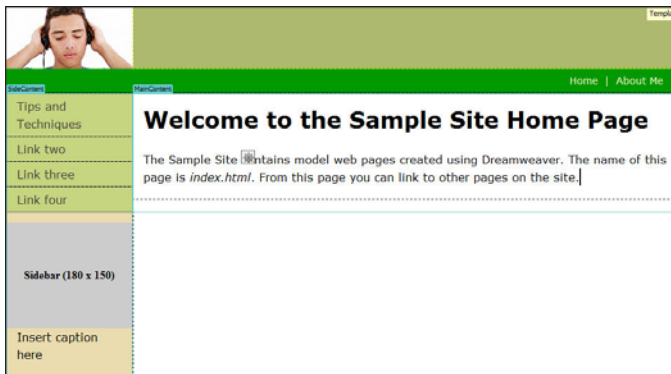 Templa
Home | About Me
SideContent
MainContent
Tips and
Techniques
Link two
Link three
Link four
Welcome to the Sample Site Home Page
The Sample Site ntains model web pages created using Dreamweaver. The name of this
page is index.html. From this page you can link to other pages on the site.
Sidebar (180 x 150)
Insert caption
here